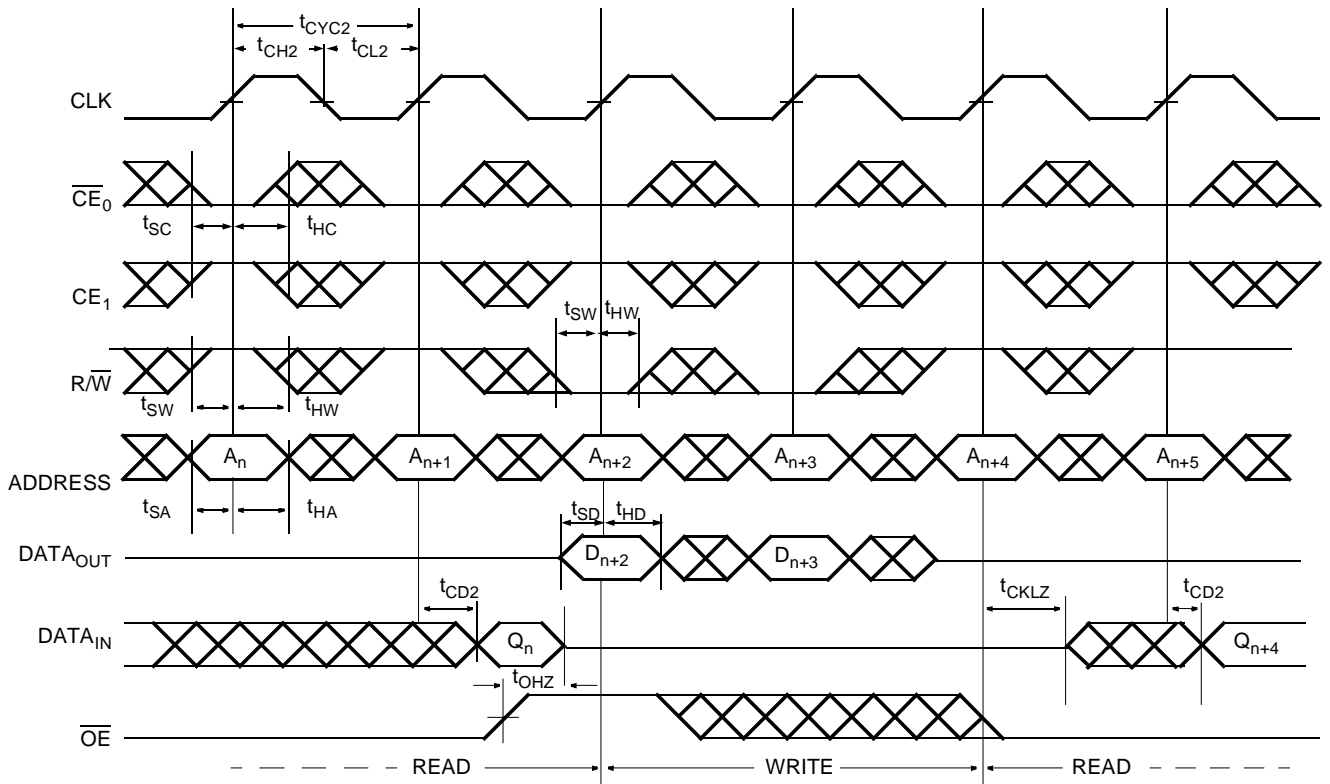 tCYC2
tCH2 tCL2
CLK
CE0
tSC tHC
CE1
tSW tHW
R/W
tSW tHW
An An+1 An+2 An+3 An+4 An+5
ADDRESS
tSA tHA
tSD tHD
DATAOUT
Dn+2 Dn+3
tCD2 tCKLZ tCD2
DATAIN
Qn Qn+4
tOHZ
OE
READ WRITE READ